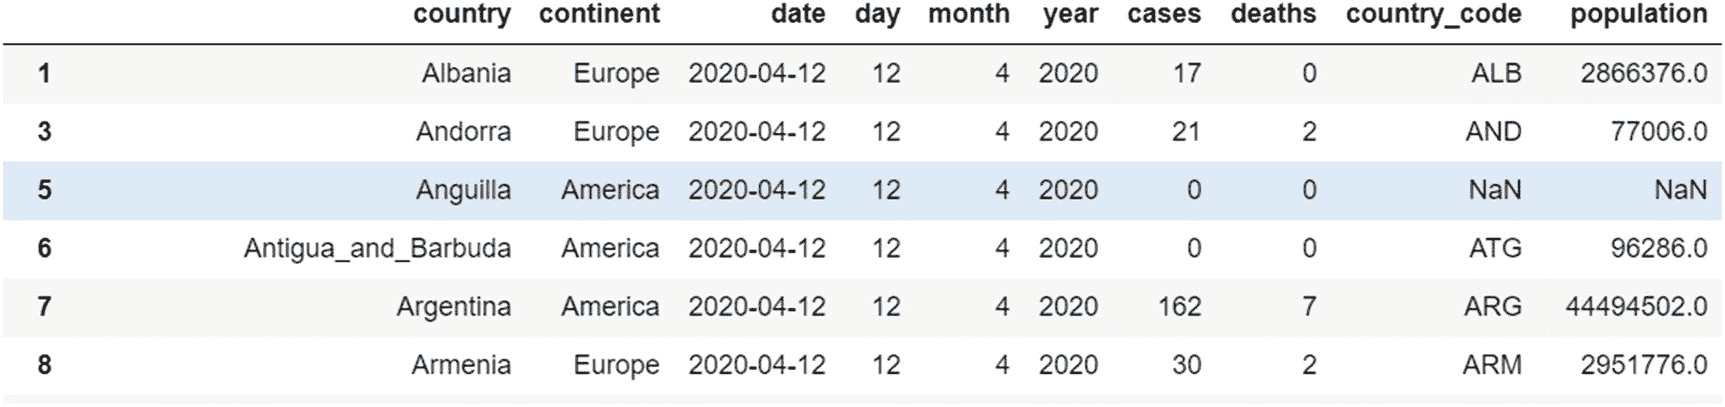 country continent date day month year cases deaths country_code population
1 Albania Europe 2020-04-12 12 4 2020 17 0 ALB 2866376.0
3 Andorra Europe 2020-04-12 12 4 2020 21 2 AND 77006.0
5 Anguilla America 2020-04-12 12 4 2020 0 0 NaN NaN
6 Antigua_and_Barbuda America 2020-04-12 12 4 2020 0 0 ATG 96286.0
7 Argentina America 2020-04-12 12 4 2020 162 7 ARG 44494502.0
8 Armenia Europe 2020-04-12 12 4 2020 30 2 ARM 2951776.0